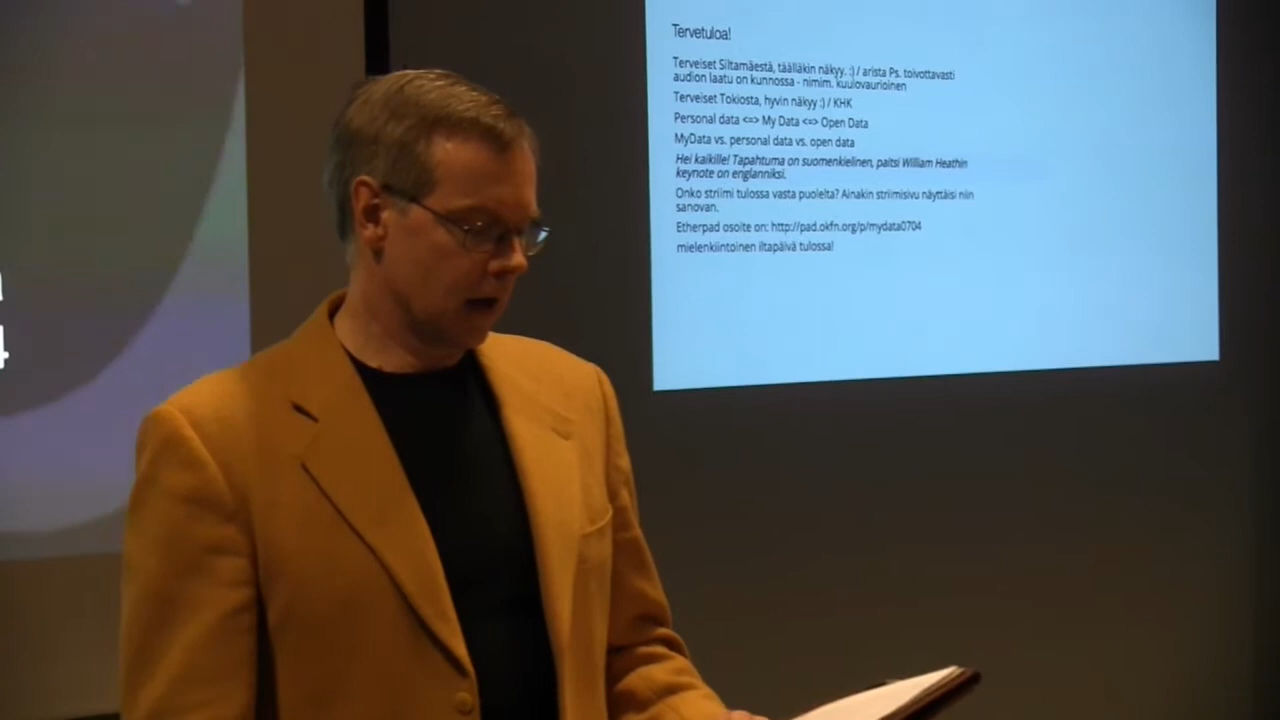 Tervetuloa!
Terveiset Siltamäestä, täälläkin näkyy. :) / arista Ps. toivottavasti
audion laatu on kunnossa - nimim. kuulovaurioinen
Terveiset Tokiosta, hyvin näkyy :) / KHK
Personal data <=> My Data <=> Open Data
MyData vs. personal data vs. open data
Hei kaikille! Tapahtuma on suomenkielinen, paitsi William Heathin
keynote on englanniksi.
Onko striimi tulossa vasta puolelta? Ainakin striimisivu näyttäisi niin
sanovan.
Etherpad osoite on: http://pad.okfn.org/p/mydata0704
mielenkiintoinen iltapäivä tulossa!